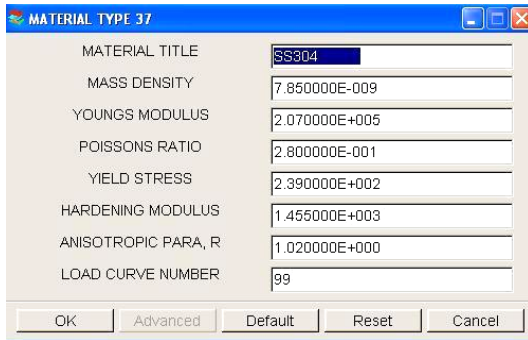 MATERIAL TYPE 37
MATERIAL TITLE SS304
MASS DENSITY 7.850000E-009
YOUNGS MODULUS 2.070000E+005
POISSONS RATIO 2.800000E-001
YIELD STRESS 2.390000E+002
HARDENING MODULUS 1.455000E+003
ANISOTROPIC PARA, R 1.020000E+000
LOAD CURVE NUMBER 99
OK Advanced Default Reset Cancel